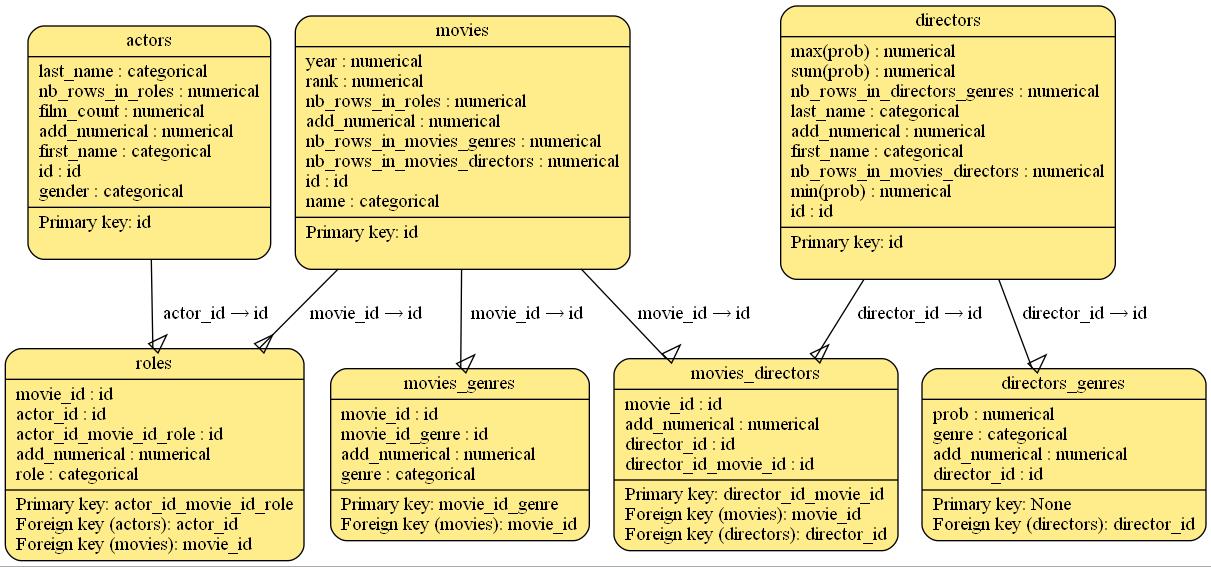 actors
last_name : categorical
nb_rows_in_roles : numerical
film_count : numerical
add_numerical : numerical
first_name : categorical
id : id
gender : categorical
Primary key: id
movies
year : numerical
rank : numerical
nb_rows_in_roles : numerical
add_numerical : numerical
nb_rows_in_movies_genres : numerical
nb_rows_in_movies_directors : numerical
id : id
name : categorical
Primary key: id
directors
max(prob) : numerical
sum(prob) : numerical
nb_rows_in_directors_genres : numerical
last_name : categorical
add_numerical : numerical
first_name : categorical
nb_rows_in_movies_directors : numerical
min(prob) : numerical
id : id
Primary key: id
actor_id → id
movie_id → id
movie_id → id
movie_id → id
director_id → id
director_id → id
roles
movie_id : id
actor_id : id
actor_id_movie_id_role : id
add_numerical : numerical
role : categorical
Primary key: actor_id_movie_id_role
Foreign key (actors): actor_id
Foreign key (movies): movie_id
movies_genres
movie_id : id
movie_id_genre : id
add_numerical : numerical
genre : categorical
Primary key: movie_id_genre
Foreign key (movies): movie_id
movies_directors
movie_id : id
add_numerical : numerical
director_id : id
director_id_movie_id : id
Primary key: director_id_movie_id
Foreign key (movies): movie_id
Foreign key (directors): director_id
directors_genres
prob : numerical
genre : categorical
add_numerical : numerical
director_id : id
Primary key: None
Foreign key (directors): director_id